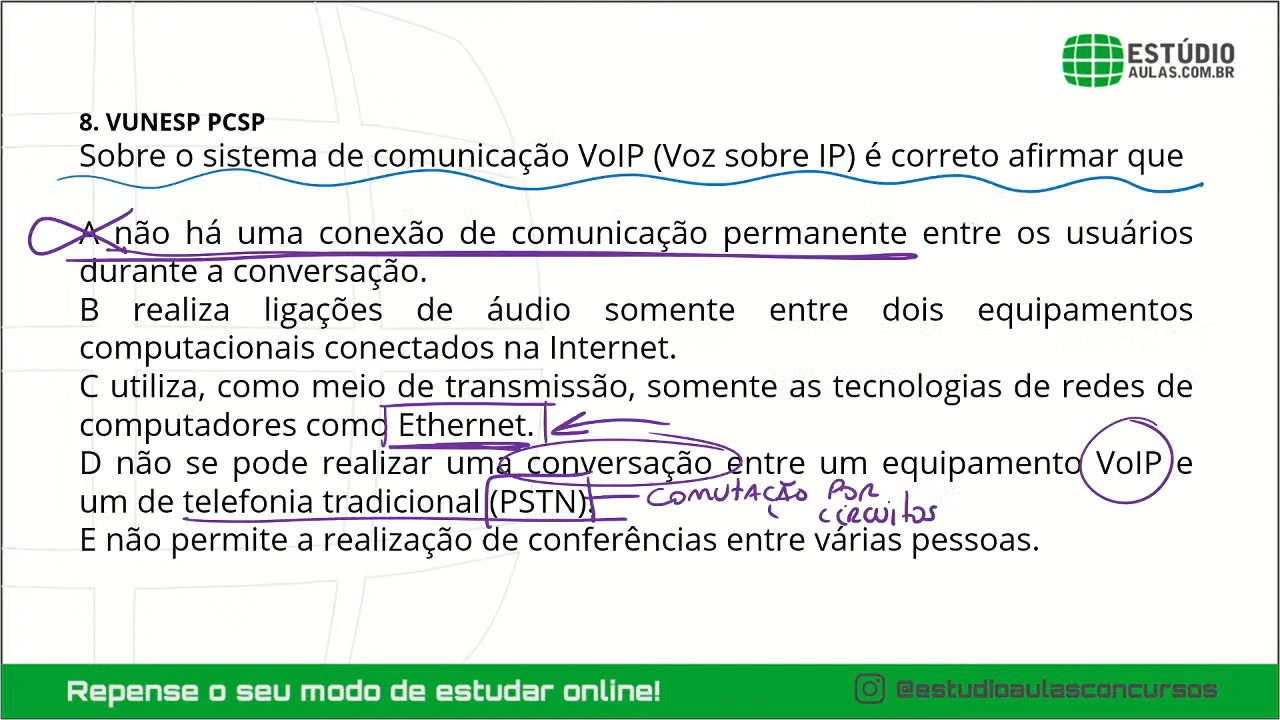 ESTÚDIO
AULAS.COM.BR
8. VUNESP PCSP
Sobre o sistema de comunicação VoIP (Voz sobre IP) é correto afirmar que
A não há uma conexão de comunicação permanente entre os usuários
durante a conversação.
B realiza ligações de áudio somente entre dois equipamentos
computacionais conectados na Internet.
C utiliza, como meio de transmissão, somente as tecnologias de redes de
computadores como Ethernet.
D não se pode realizar uma conversação entre um equipamento VoIP e
um de telefonia tradicional (PSTN).
COMUTAÇÃO POR
CIRCUITOS
E não permite a realização de conferências entre várias pessoas.
Repense o seu modo de estudar online!
@estudioaulasconcursos